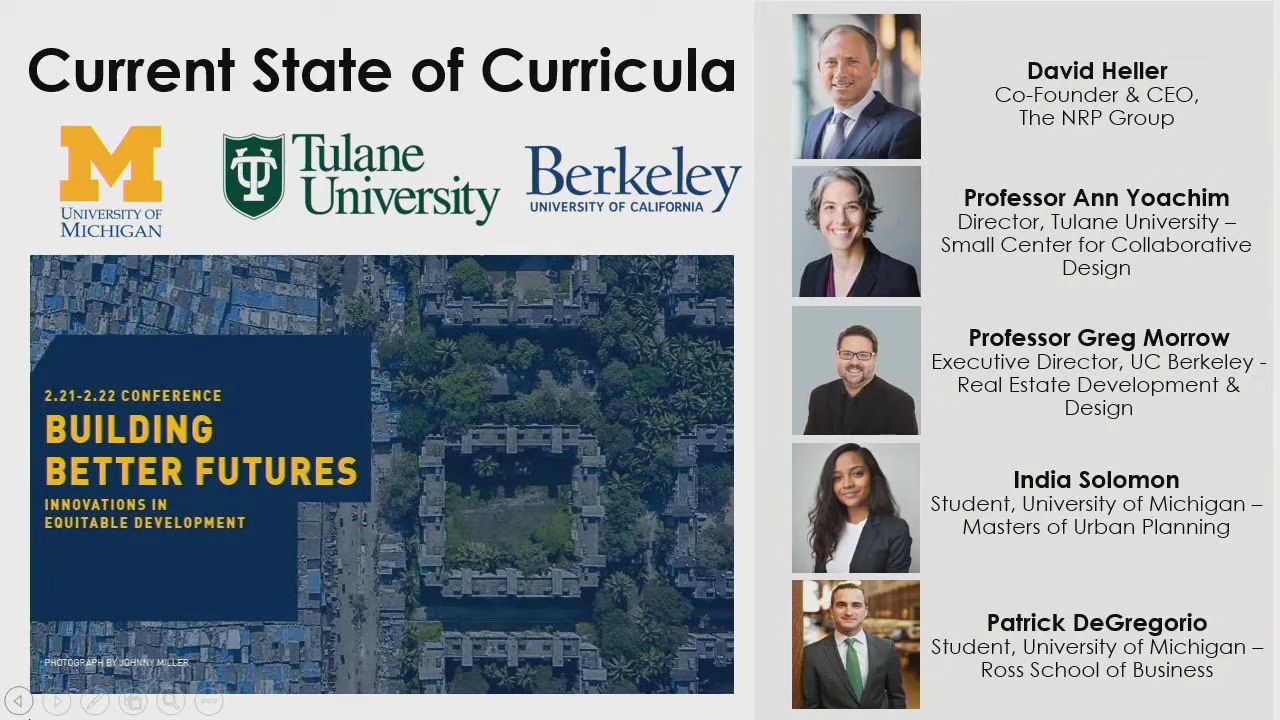 Current State of Curricula
M
UNIVERSITY OF
MICHIGAN
Tulane
University
Berkeley
UNIVERSITY OF CALIFORNIA
2.21-2.22 CONFERENCE
BUILDING
BETTER FUTURES
INNOVATIONS IN
EQUITABLE DEVELOPMENT
PHOTOGRAPH BY JOHNNY MILLER
David Heller
Co-Founder & CEO,
The NRP Group
Professor Ann Yoachim
Director, Tulane University –
Small Center for Collaborative
Design
Professor Greg Morrow
Executive Director, UC Berkeley -
Real Estate Development &
Design
India Solomon
Student, University of Michigan –
Masters of Urban Planning
Patrick DeGregorio
Student, University of Michigan –
Ross School of Business